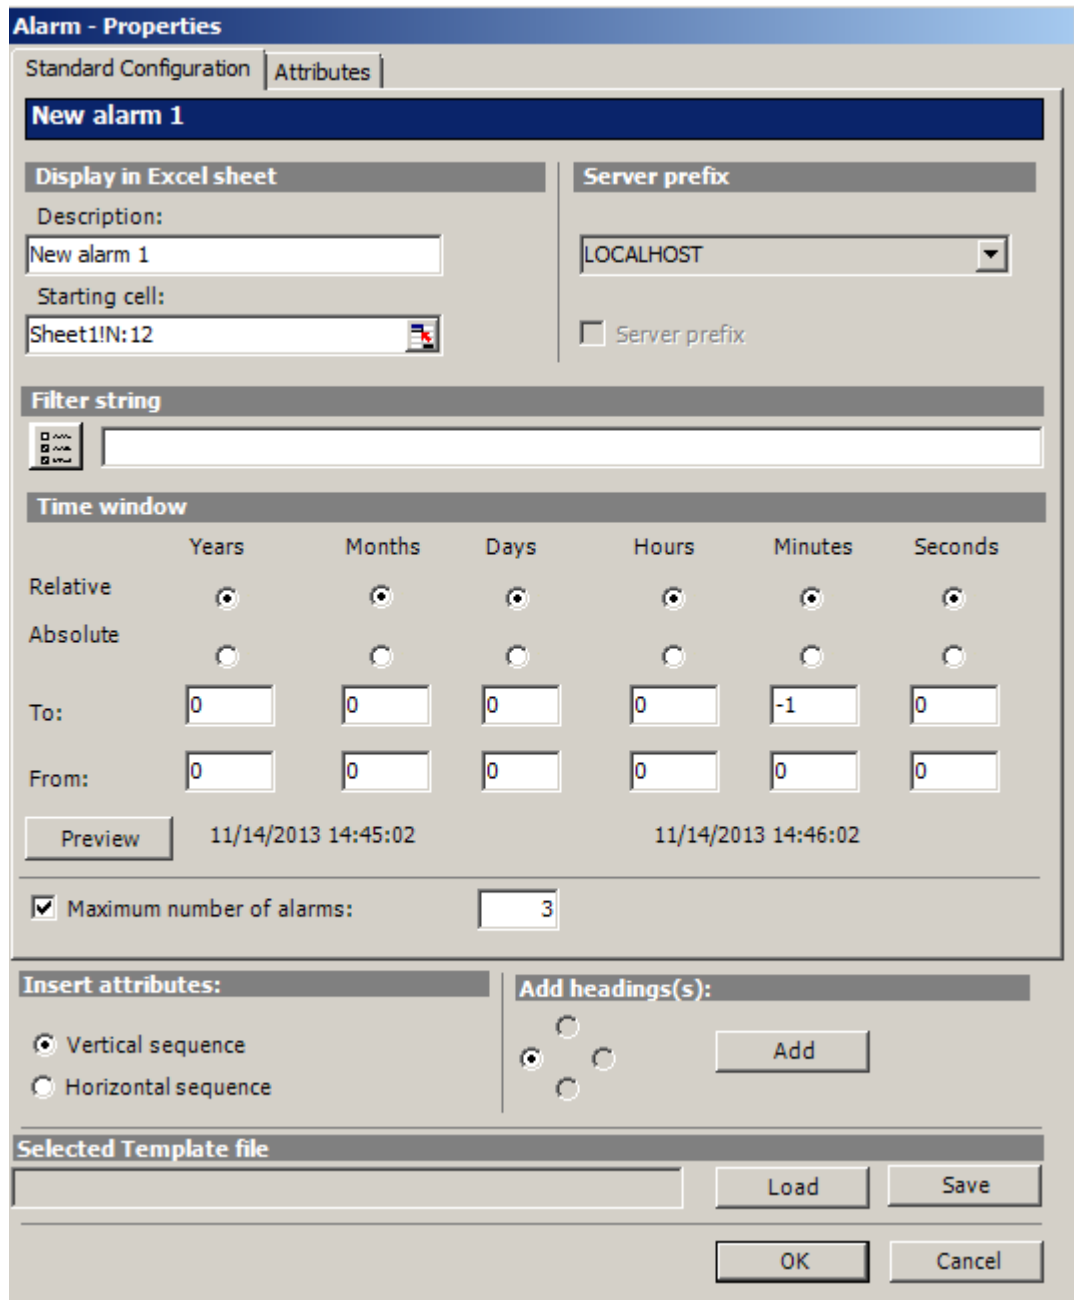 Alarm - Properties
Standard Configuration Attributes
New alarm 1
Display in Excel sheet Server prefix
Description:
New alarm 1 LOCALHOST
Starting cell:
Sheet1!N:12 Server prefix
Filter string
Time window
Years Months Days Hours Minutes Seconds
Relative
Absolute
To: 0 0 0 0 -1 0
From: 0 0 0 0 0 0
Preview 11/14/2013 14:45:02 11/14/2013 14:46:02
Maximum number of alarms: 3
Insert attributes: Add headings(s):
Vertical sequence Add
Horizontal sequence
Selected Template file
Load Save
OK Cancel